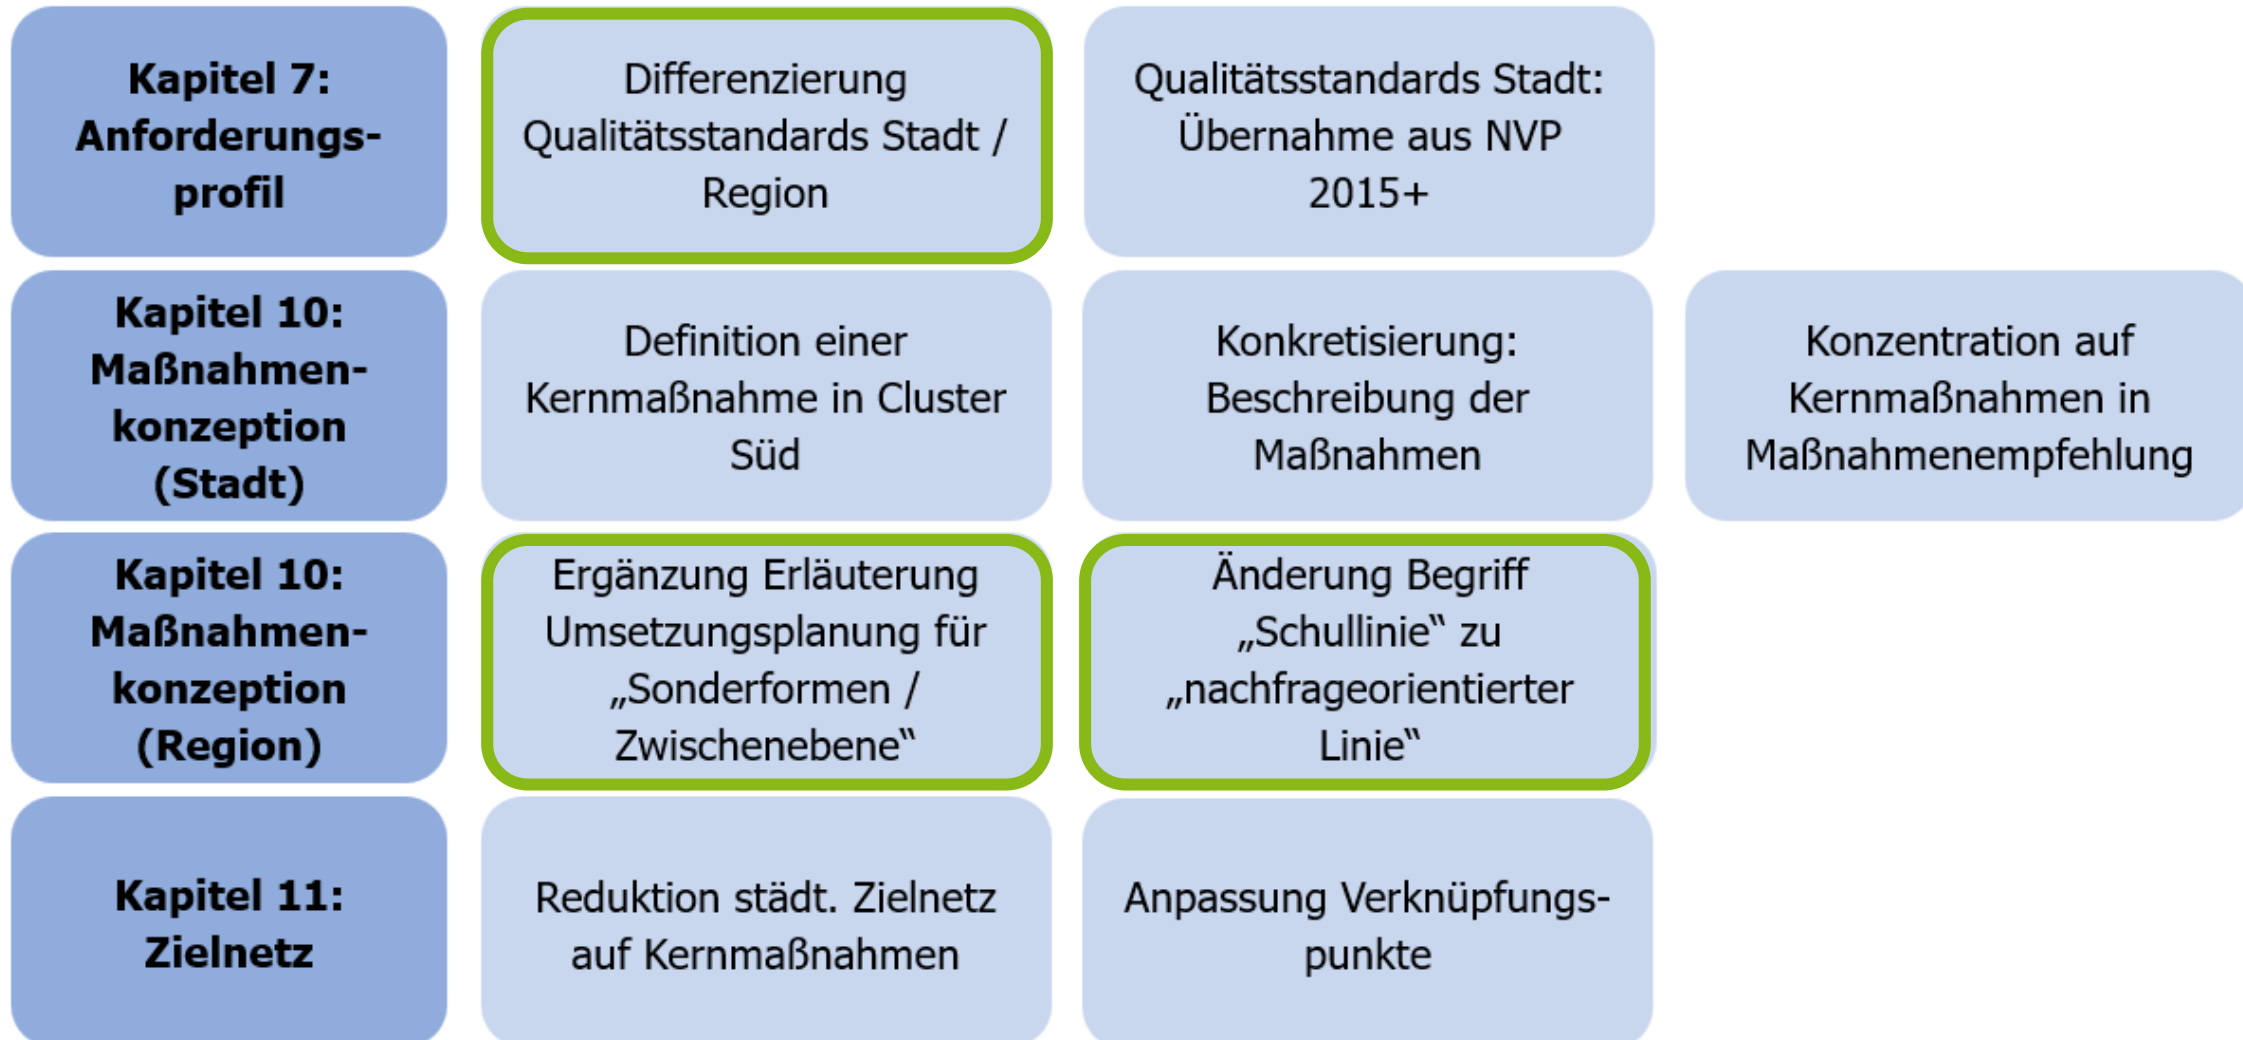 Kapitel 7:
Anforderungs-
profil
Differenzierung
Qualitätsstandards Stadt /
Region
Qualitätsstandards Stadt:
Übernahme aus NVP
2015+
Kapitel 10:
Maßnahmen-
konzeption
(Stadt)
Definition einer
Kernmaßnahme in Cluster
Süd
Konkretisierung:
Beschreibung der
Maßnahmen
Konzentration auf
Kernmaßnahmen in
Maßnahmenempfehlung
Kapitel 10:
Maßnahmen-
konzeption
(Region)
Ergänzung Erläuterung
Umsetzungsplanung für
„Sonderformen /
Zwischenebene“
Änderung Begriff
„Schullinie“ zu
„nachfrageorientierter
Linie“
Kapitel 11:
Zielnetz
Reduktion städt. Zielnetz
auf Kernmaßnahmen
Anpassung Verknüpfungs-
punkte